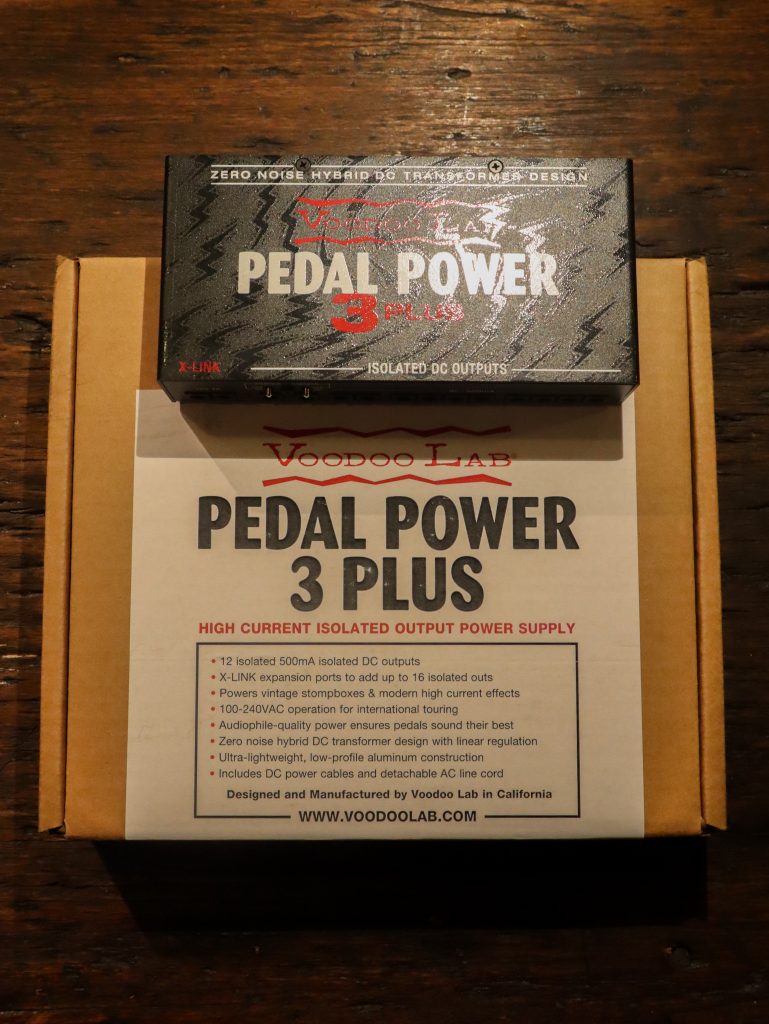 ZERO NOISE HYBRID DC TRANSFORMER DESIGN
VOODOO LAB
PEDAL POWER
3 PLUS
X-LINK
ISOLATED DC OUTPUTS
VOODOO LAB®
PEDAL POWER
3 PLUS
HIGH CURRENT ISOLATED OUTPUT POWER SUPPLY
• 12 isolated 500mA isolated DC outputs
• X-LINK expansion ports to add up to 16 isolated outs
• Powers vintage stompboxes & modern high current effects
• 100-240VAC operation for international touring
• Audiophile-quality power ensures pedals sound their best
• Zero noise hybrid DC transformer design with linear regulation
• Ultra-lightweight, low-profile aluminum construction
• Includes DC power cables and detachable AC line cord
Designed and Manufactured by Voodoo Lab in California
WWW.VOODOOLAB.COM